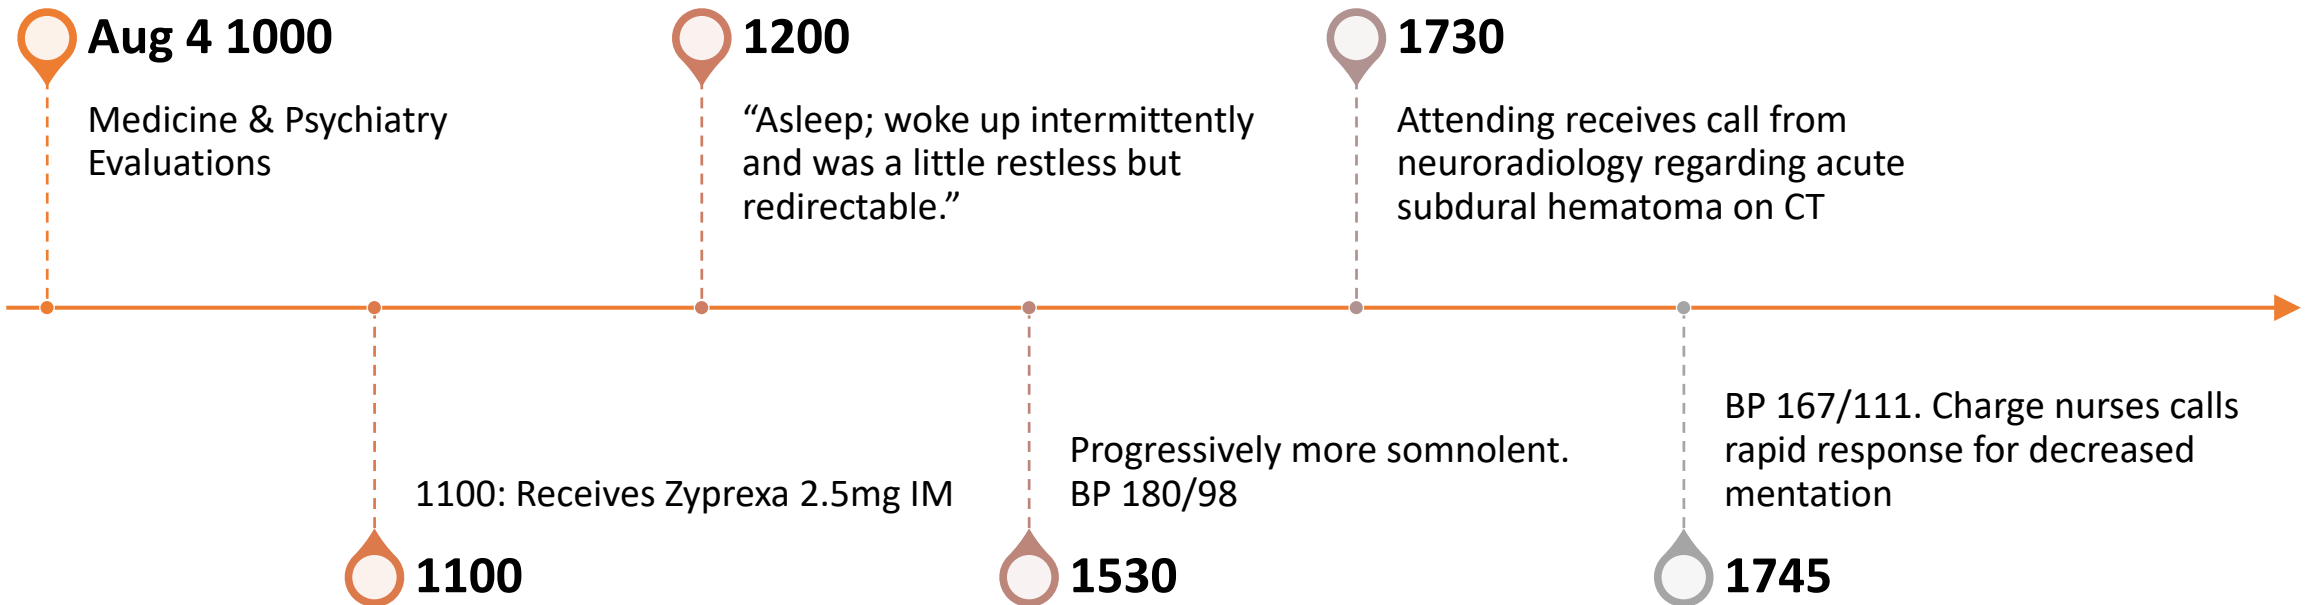 Aug 4 1000
Medicine & Psychiatry
Evaluations
1100: Receives Zyprexa 2.5mg IM
1100
1200
“Asleep; woke up intermittently
and was a little restless but
redirectable.”
Progressively more somnolent.
BP 180/98
1530
1730
Attending receives call from
neuroradiology regarding acute
subdural hematoma on CT
BP 167/111. Charge nurses calls
rapid response for decreased
mentation
1745